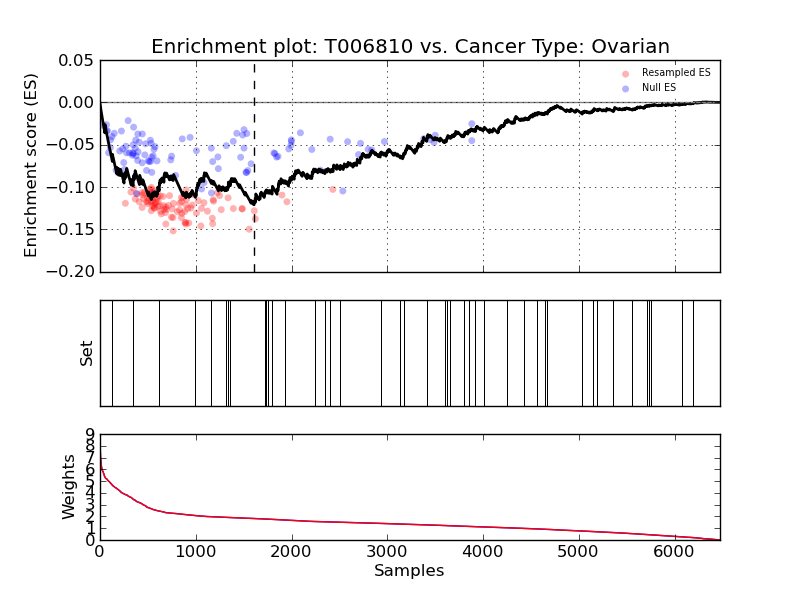 Enrichment plot: T006810 vs. Cancer Type: Ovarian
Enrichment score (ES)
0.05
0.00
−0.05
−0.10
−0.15
−0.20
Resampled ES
Null ES
Set
Weights
9
8
7
6
5
4
3
2
1
0
0 1000 2000 3000 4000 5000 6000
Samples